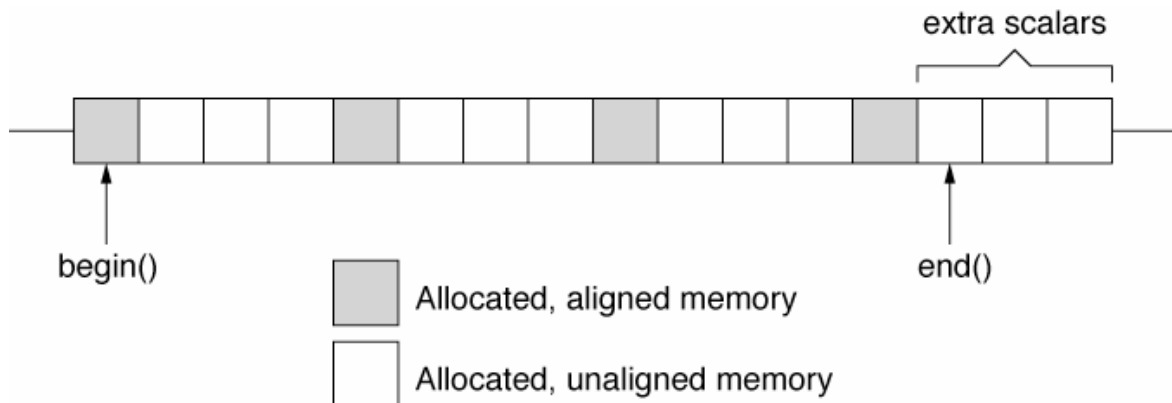 extra scalars
begin()
end()
Allocated, aligned memory
Allocated, unaligned memory